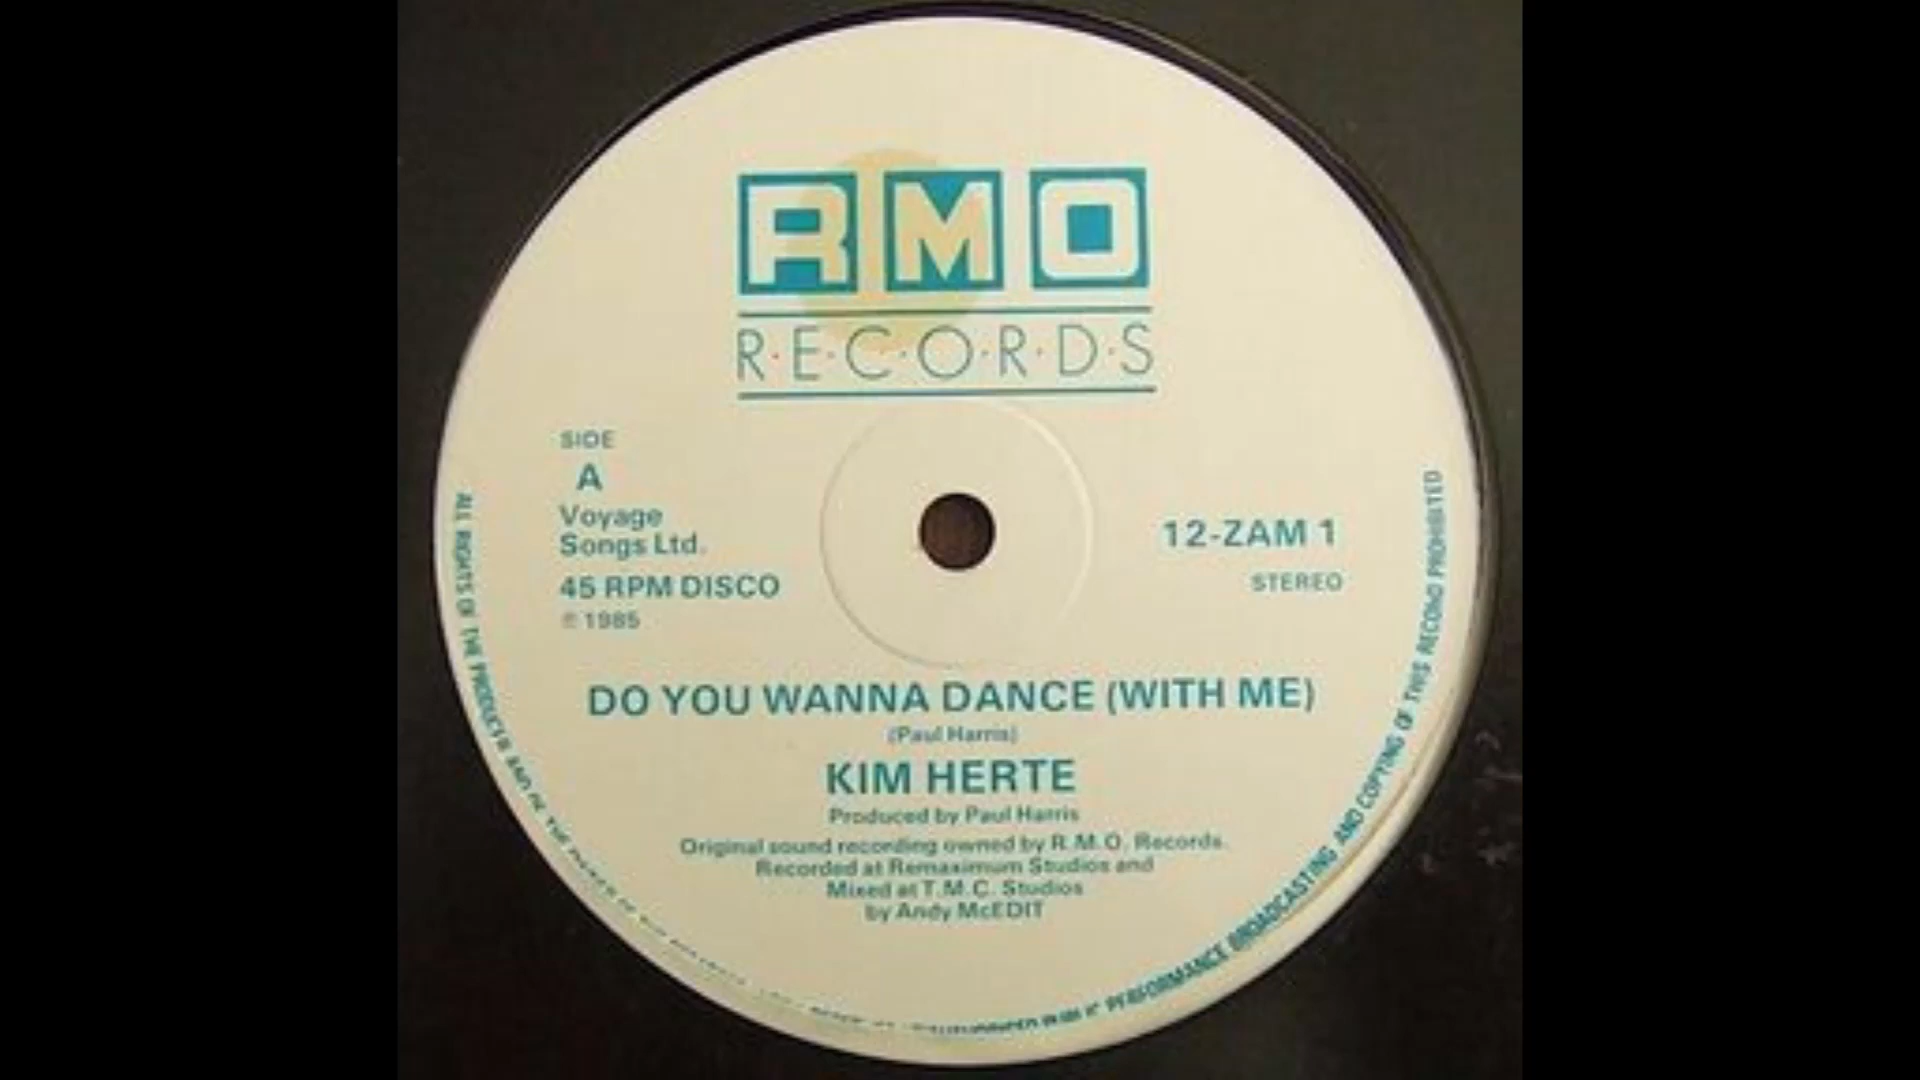 RMO
R·E·C·O·R·D·S
SIDE
A
Voyage
Songs Ltd.
45 RPM DISCO
℗ 1985
12-ZAM 1
STEREO
DO YOU WANNA DANCE (WITH ME)
(Paul Harris)
KIM HERTE
Produced by Paul Harris
Original sound recording owned by R.M.O. Records.
Recorded at Remaximum Studios and
Mixed at T.M.C. Studios
by Andy McEDIT
ALL RIGHTS OF THE PRODUCER AND OF THE OWNER OF
PERFORMANCE BROADCASTING AND COPYING OF THIS RECORD PROHIBITED